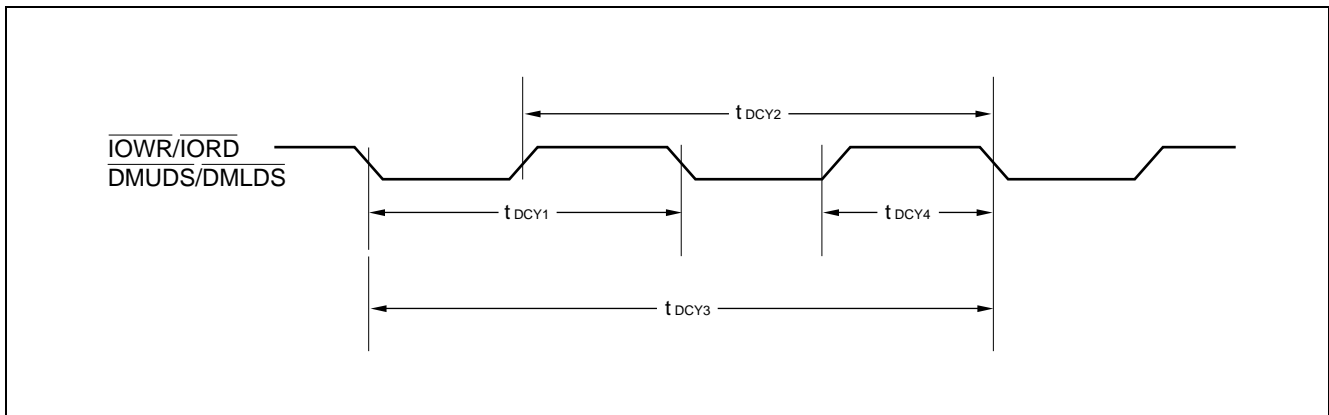 t DCY2
IOWR/IORD
DMUDS/DMLDS
t DCY1
t DCY4
t DCY3